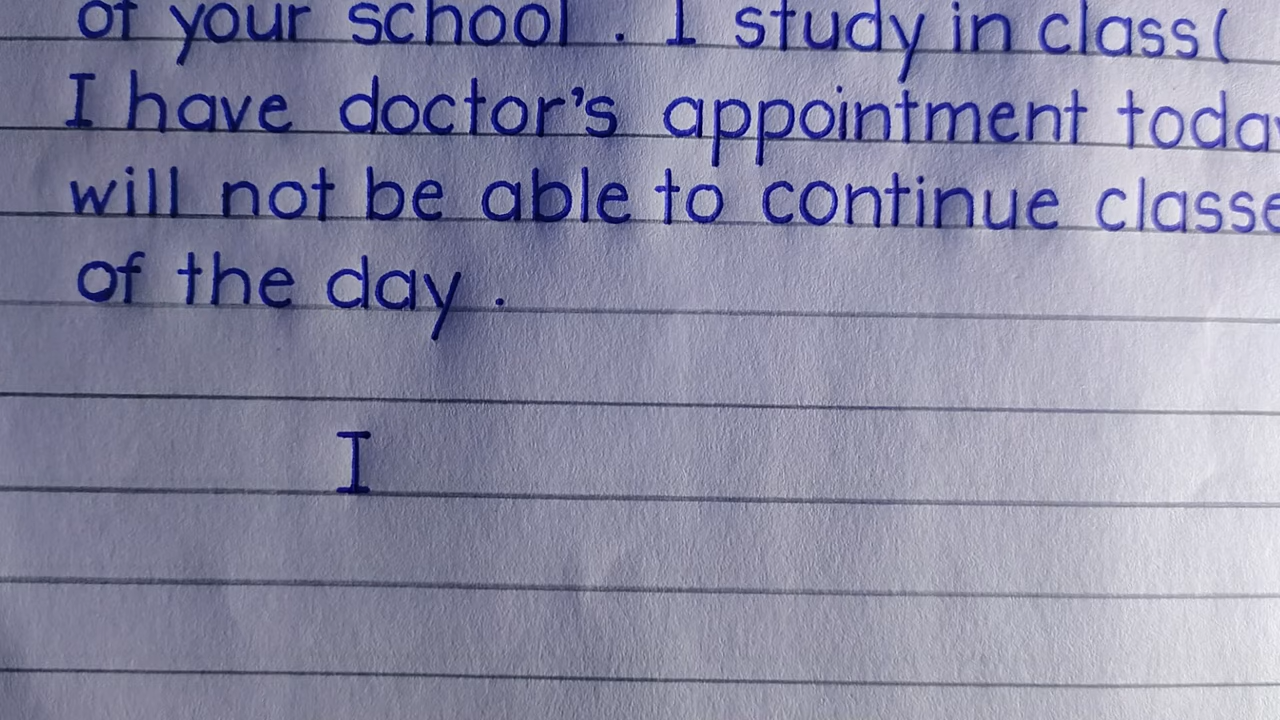 of your school . I study in class(
I have doctor's appointment today
will not be able to continue classe
of the day .
I